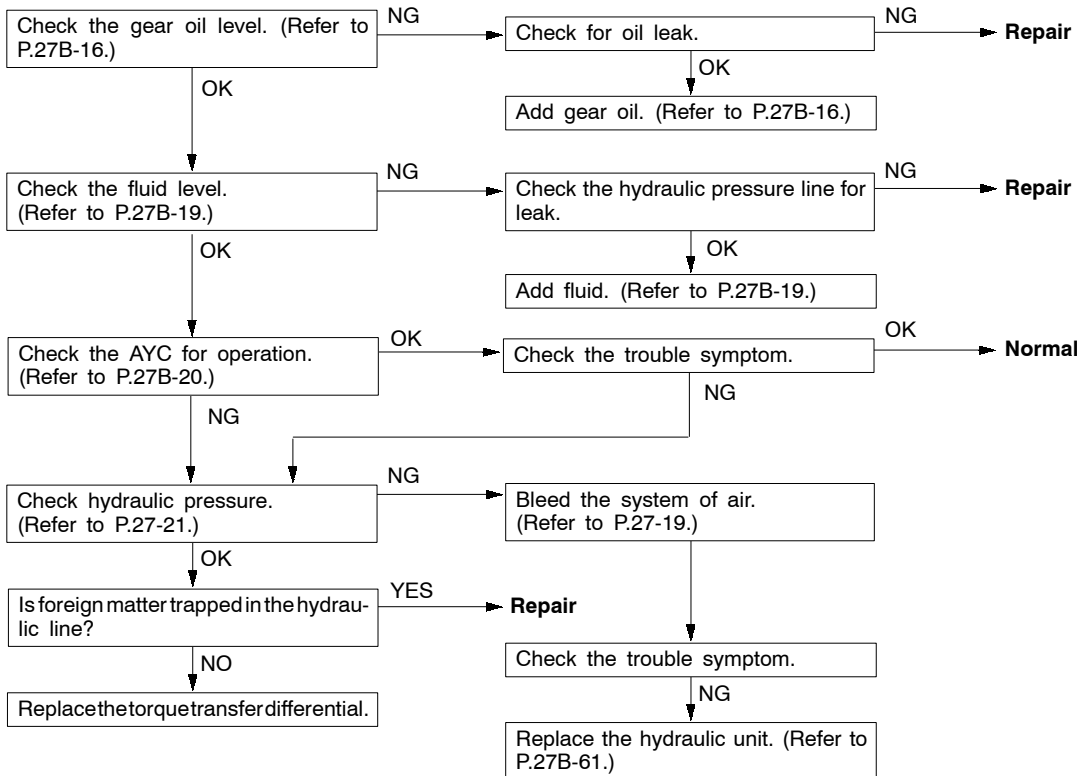 Check the gear oil level. (Refer to
P.27B-16.)
NG
Check for oil leak.
NG
Repair
OK
OK
Add gear oil. (Refer to P.27B-16.)
Check the fluid level.
(Refer to P.27B-19.)
NG
Check the hydraulic pressure line for
leak.
NG
Repair
OK
OK
Add fluid. (Refer to P.27B-19.)
Check the AYC for operation.
(Refer to P.27B-20.)
OK
Check the trouble symptom.
OK
Normal
NG
NG
Check hydraulic pressure.
(Refer to P.27-21.)
NG
Bleed the system of air.
(Refer to P.27-19.)
OK
Is foreign matter trapped in the hydrau-
lic line?
YES
Repair
NO
Replace the torque transfer differential.
Check the trouble symptom.
NG
Replace the hydraulic unit. (Refer to
P.27B-61.)